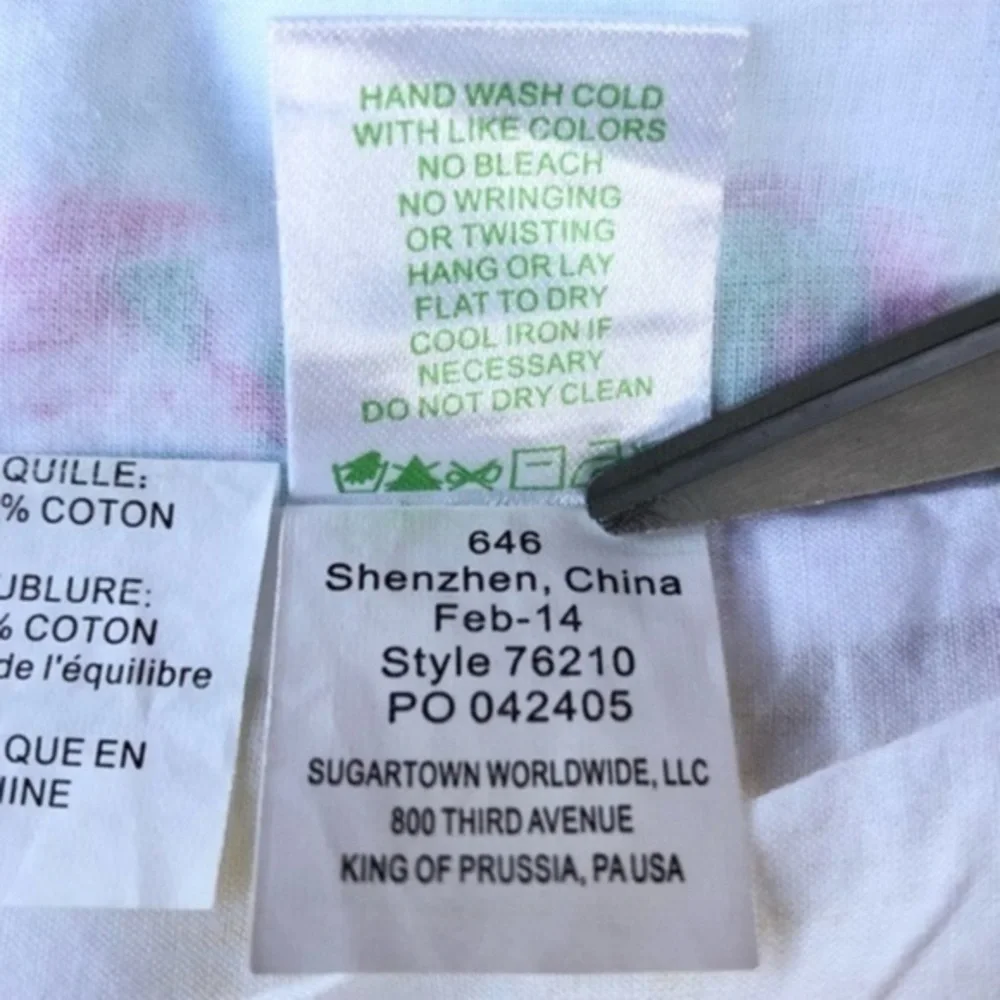 HAND WASH COLD
WITH LIKE COLORS
NO BLEACH
NO WRINGING
OR TWISTING
HANG OR LAY
FLAT TO DRY
COOL IRON IF
NECESSARY
DO NOT DRY CLEAN
QUILLE:
% COTON
UBLURE:
% COTON
de l'équilibre
QUE EN
HINE
646
Shenzhen, China
Feb-14
Style 76210
PO 042405
SUGARTOWN WORLDWIDE, LLC
800 THIRD AVENUE
KING OF PRUSSIA, PA USA